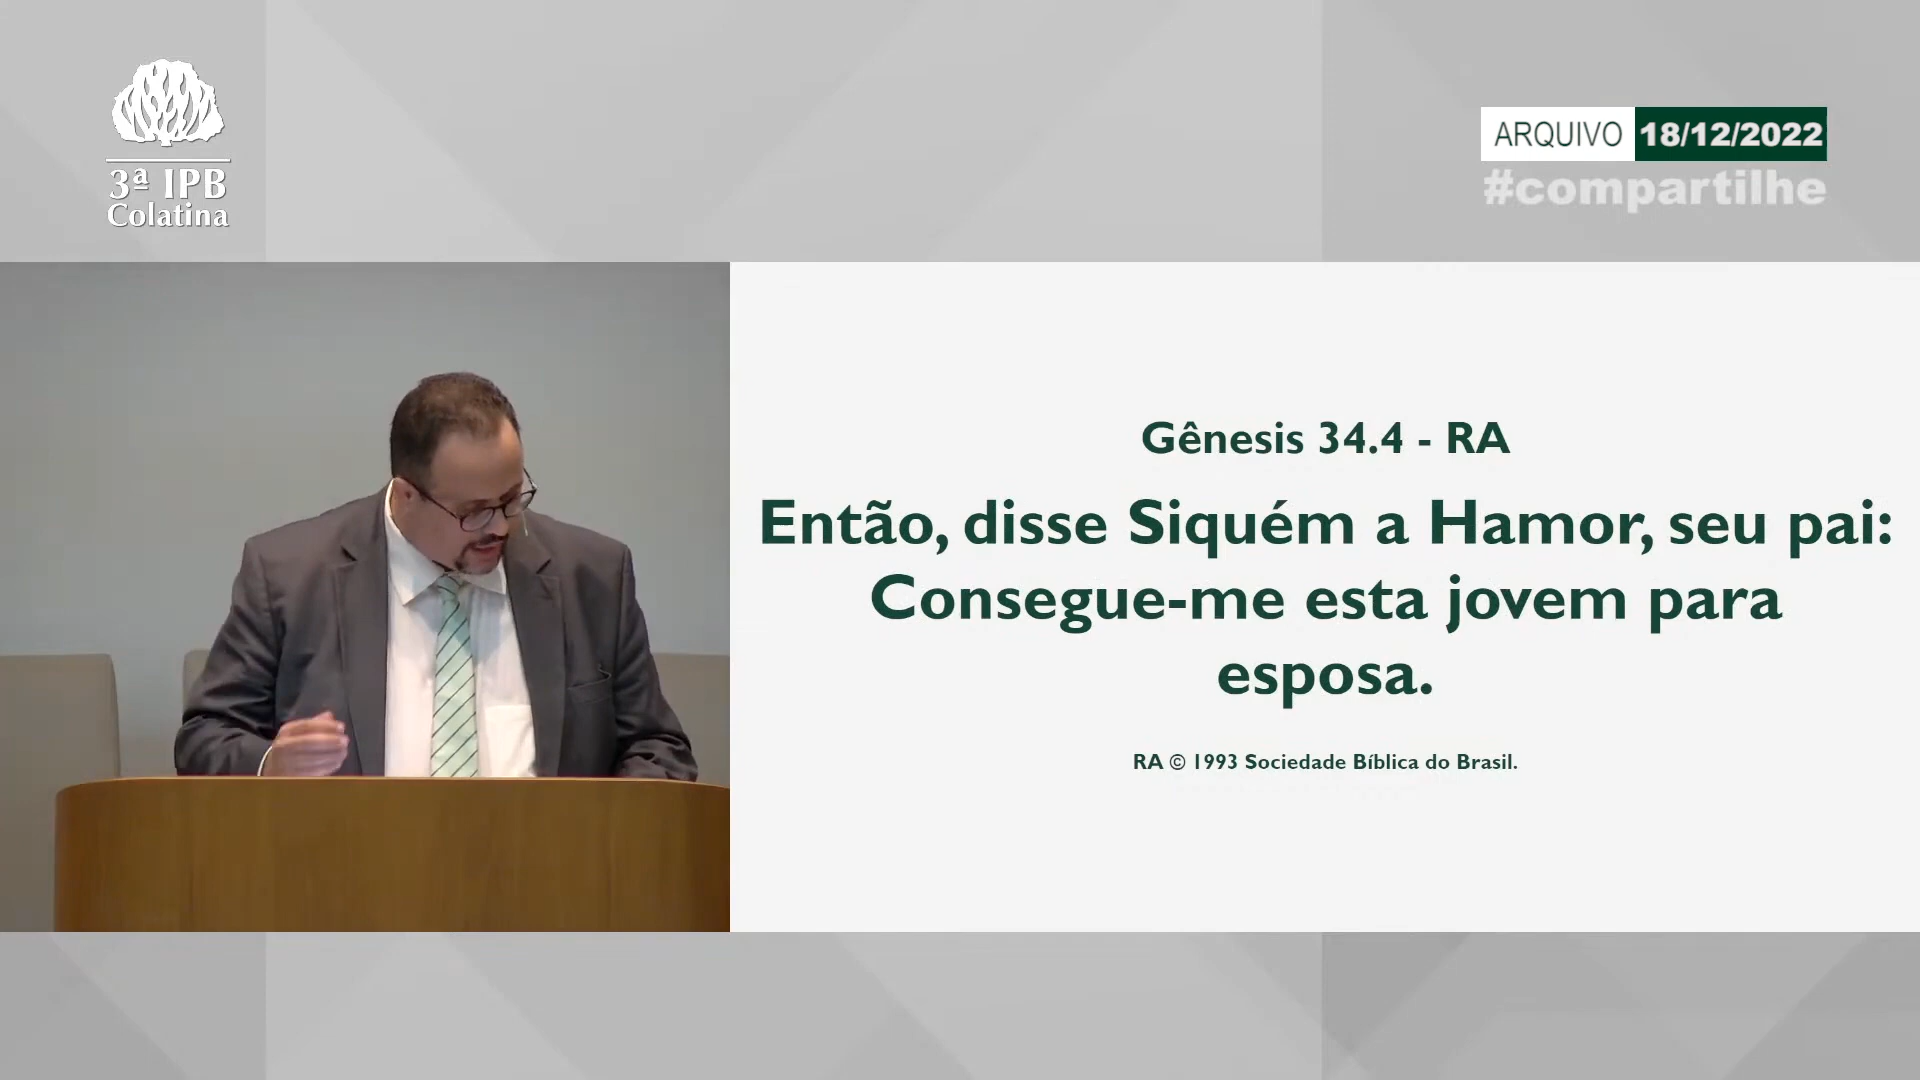 3ª IPB
Colatina
ARQUIVO 18/12/2022
#compartilhe
Gênesis 34.4 - RA
Então, disse Siquém a Hamor, seu pai:
Consegue-me esta jovem para
esposa.
RA © 1993 Sociedade Bíblica do Brasil.